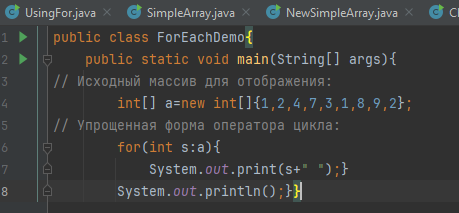 UsingFor.java SimpleArray.java NewSimpleArray.java
1 public class ForEachDemo{
2 public static void main(String[] args){
3 // Исходный массив для отображения:
4 int[] a=new int[]{1,2,4,7,3,1,8,9,2};
5 // Упрощенная форма оператора цикла:
6 for(int s:a){
7 System.out.print(s+" ");}
8 System.out.println();}}